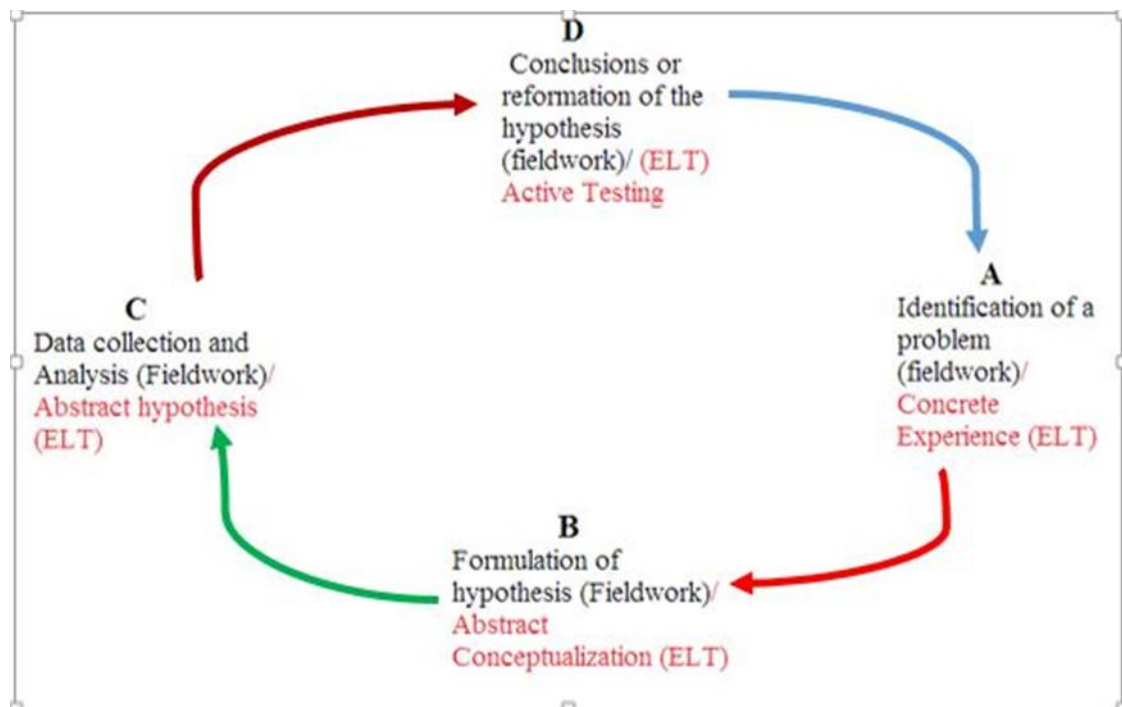 D
Conclusions or
reformation of the
hypothesis
(fieldwork)/ (ELT)
Active Testing
A
Identification of a
problem
(fieldwork)/
Concrete
Experience (ELT)
B
Formulation of
hypothesis (Fieldwork)/
Abstract
Conceptualization (ELT)
C
Data collection and
Analysis (Fieldwork)/
Abstract hypothesis
(ELT)